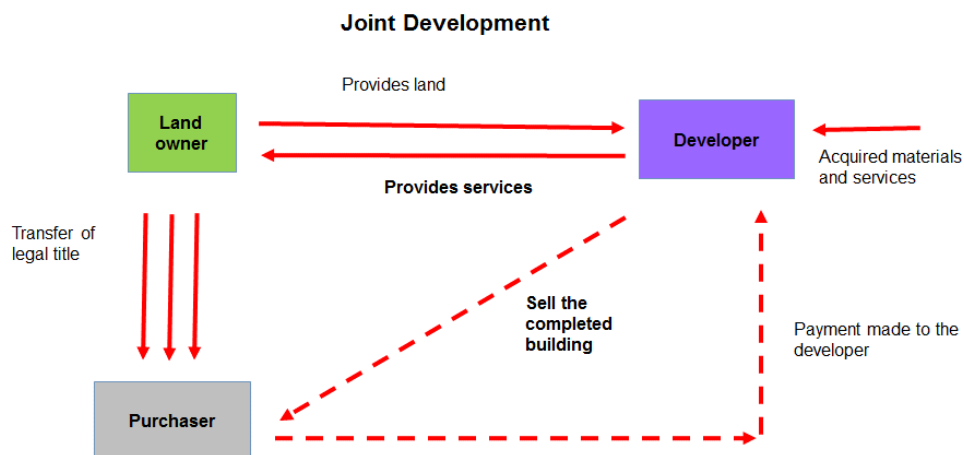 Joint Development
Provides land
Land
owner
Developer
Acquired materials
and services
Provides services
Transfer of
legal title
Sell the
completed
building
Payment made to the
developer
Purchaser